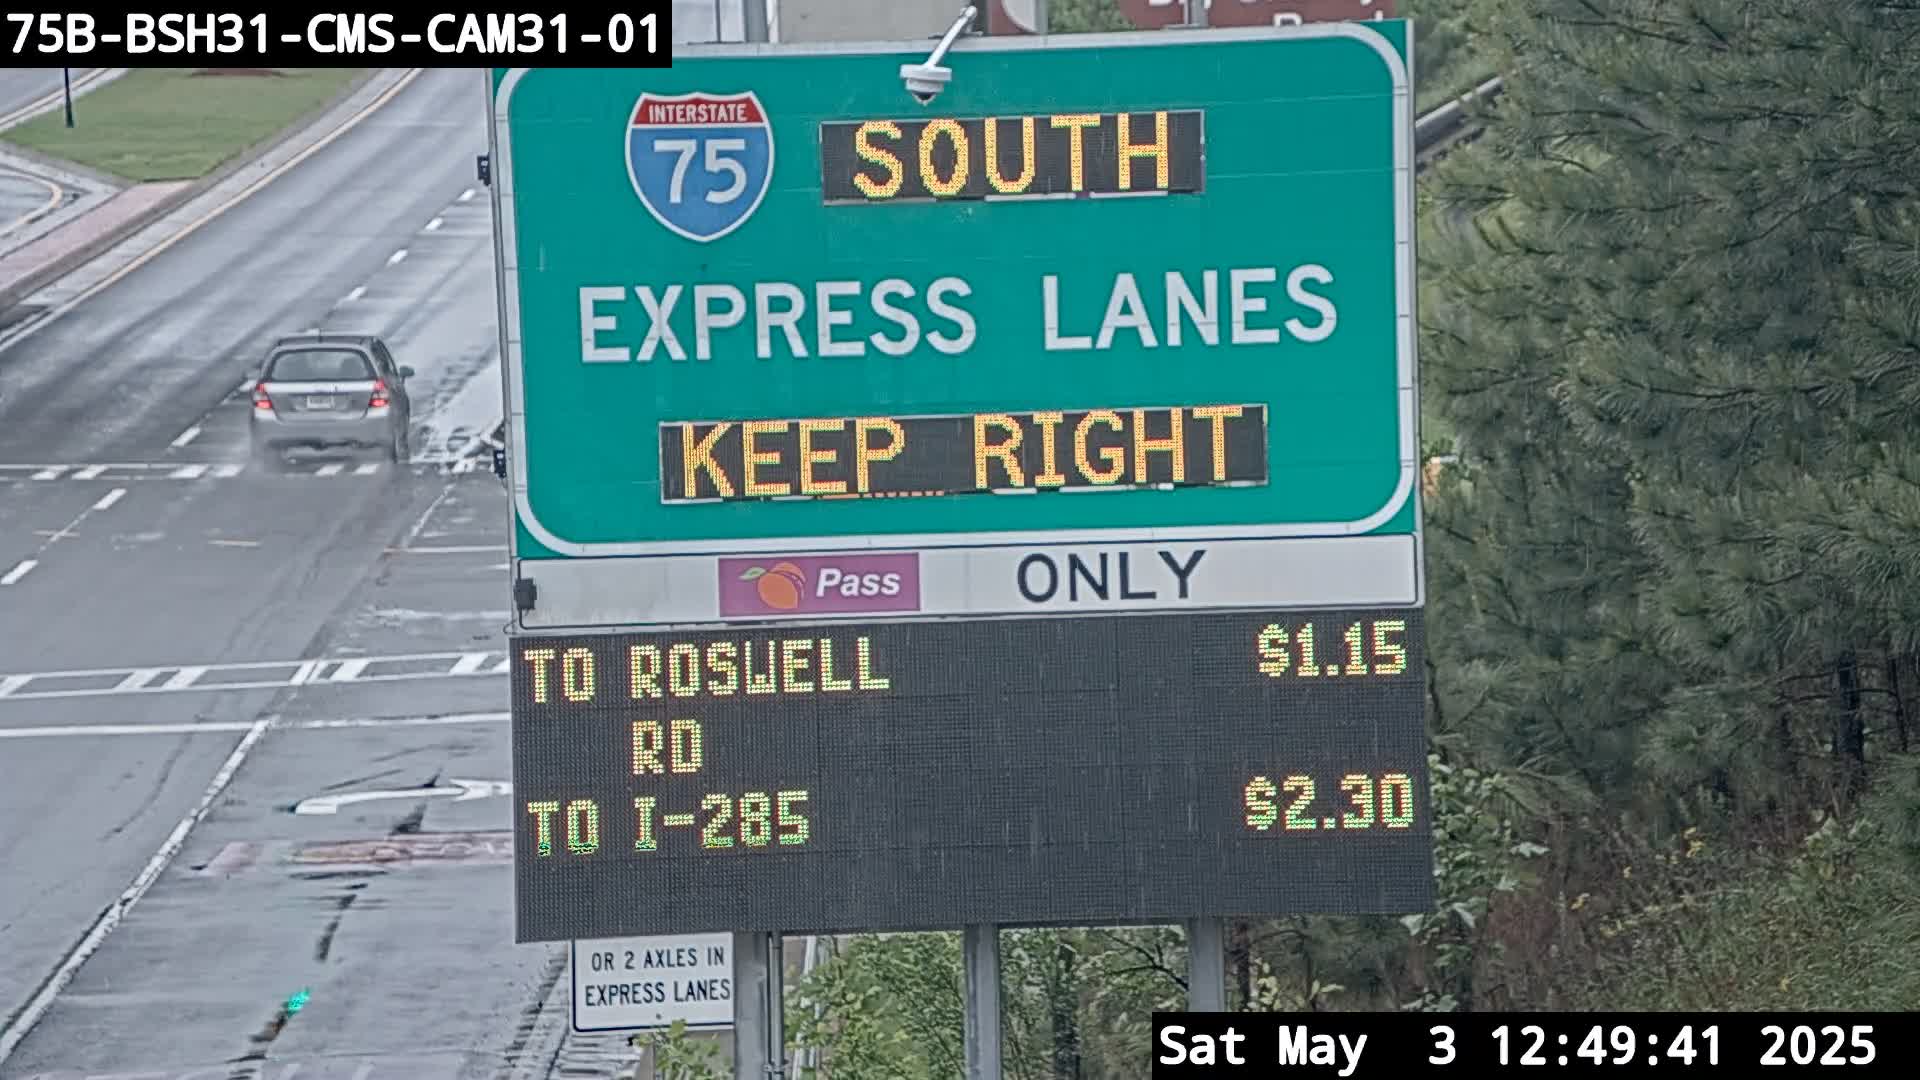 75B-BSH31-CMS-CAM31-01
INTERSTATE
75
SOUTH
EXPRESS LANES
KEEP RIGHT
Pass ONLY
TO ROSWELL $1.15
RD
TO I-285 $2.30
OR 2 AXLES IN
EXPRESS LANES
Sat May 3 12:49:41 2025